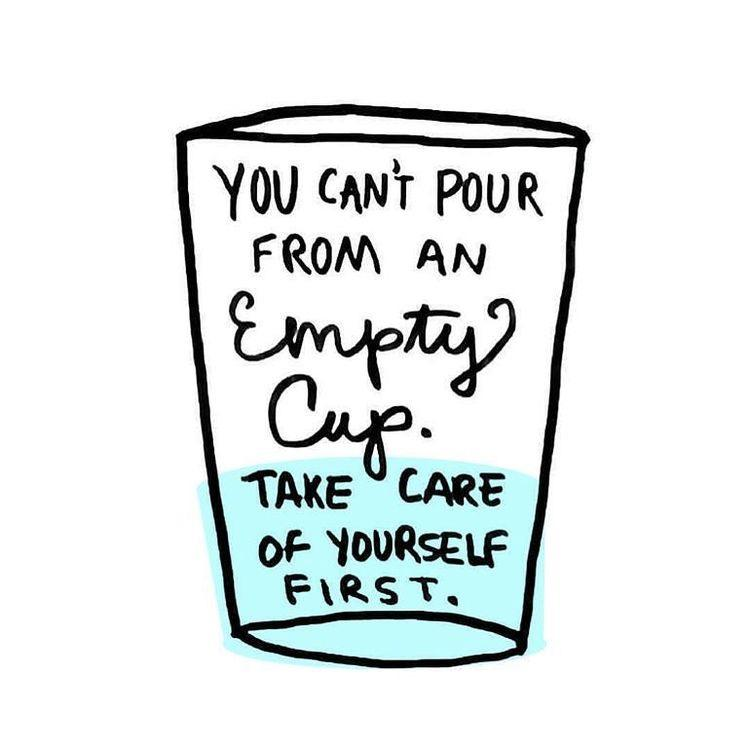 YOU CAN'T POUR
FROM AN
Empty
Cup.
TAKE CARE
OF YOURSELF
FIRST.